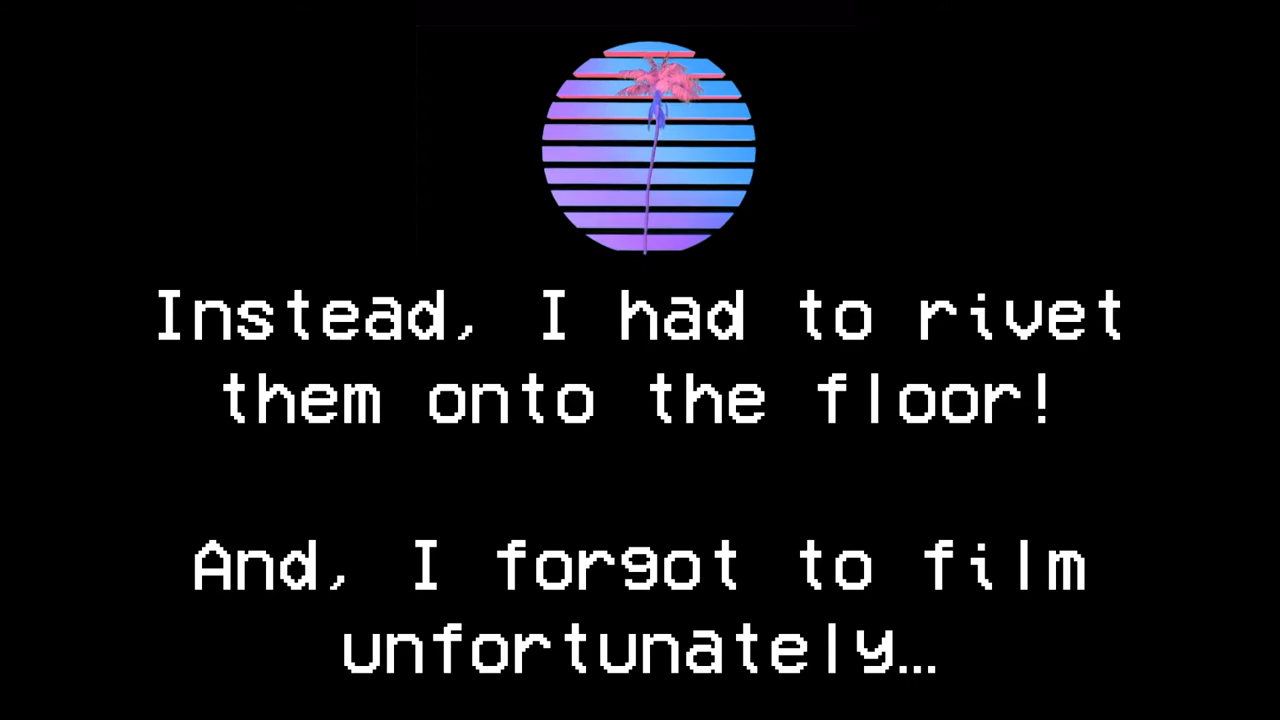 Instead, I had to rivet
them onto the floor!
And, I forgot to film
unfortunately…